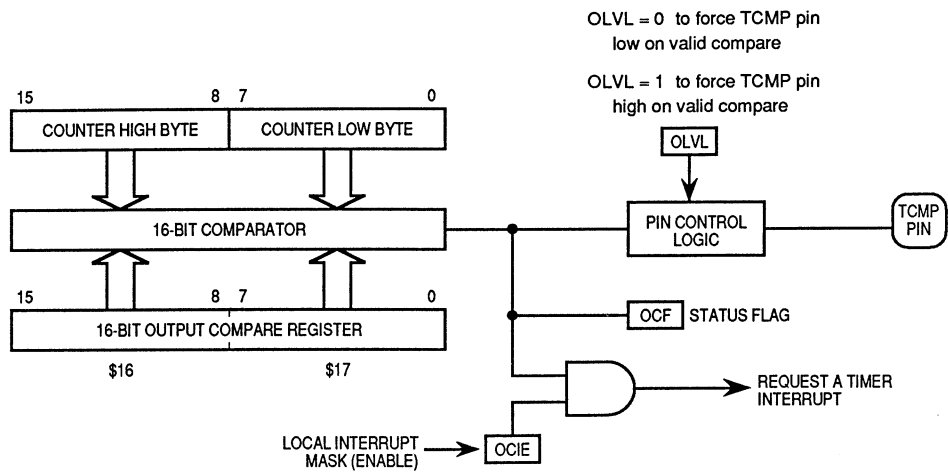 OLVL = 0 to force TCMP pin
low on valid compare
OLVL = 1 to force TCMP pin
high on valid compare
15 8 7 0
COUNTER HIGH BYTE COUNTER LOW BYTE
OLVL
16-BIT COMPARATOR
PIN CONTROL
LOGIC
TCMP
PIN
15 8 7 0
16-BIT OUTPUT COMPARE REGISTER
$16 $17
OCF STATUS FLAG
REQUEST A TIMER
INTERRUPT
LOCAL INTERRUPT
MASK (ENABLE)
OCIE